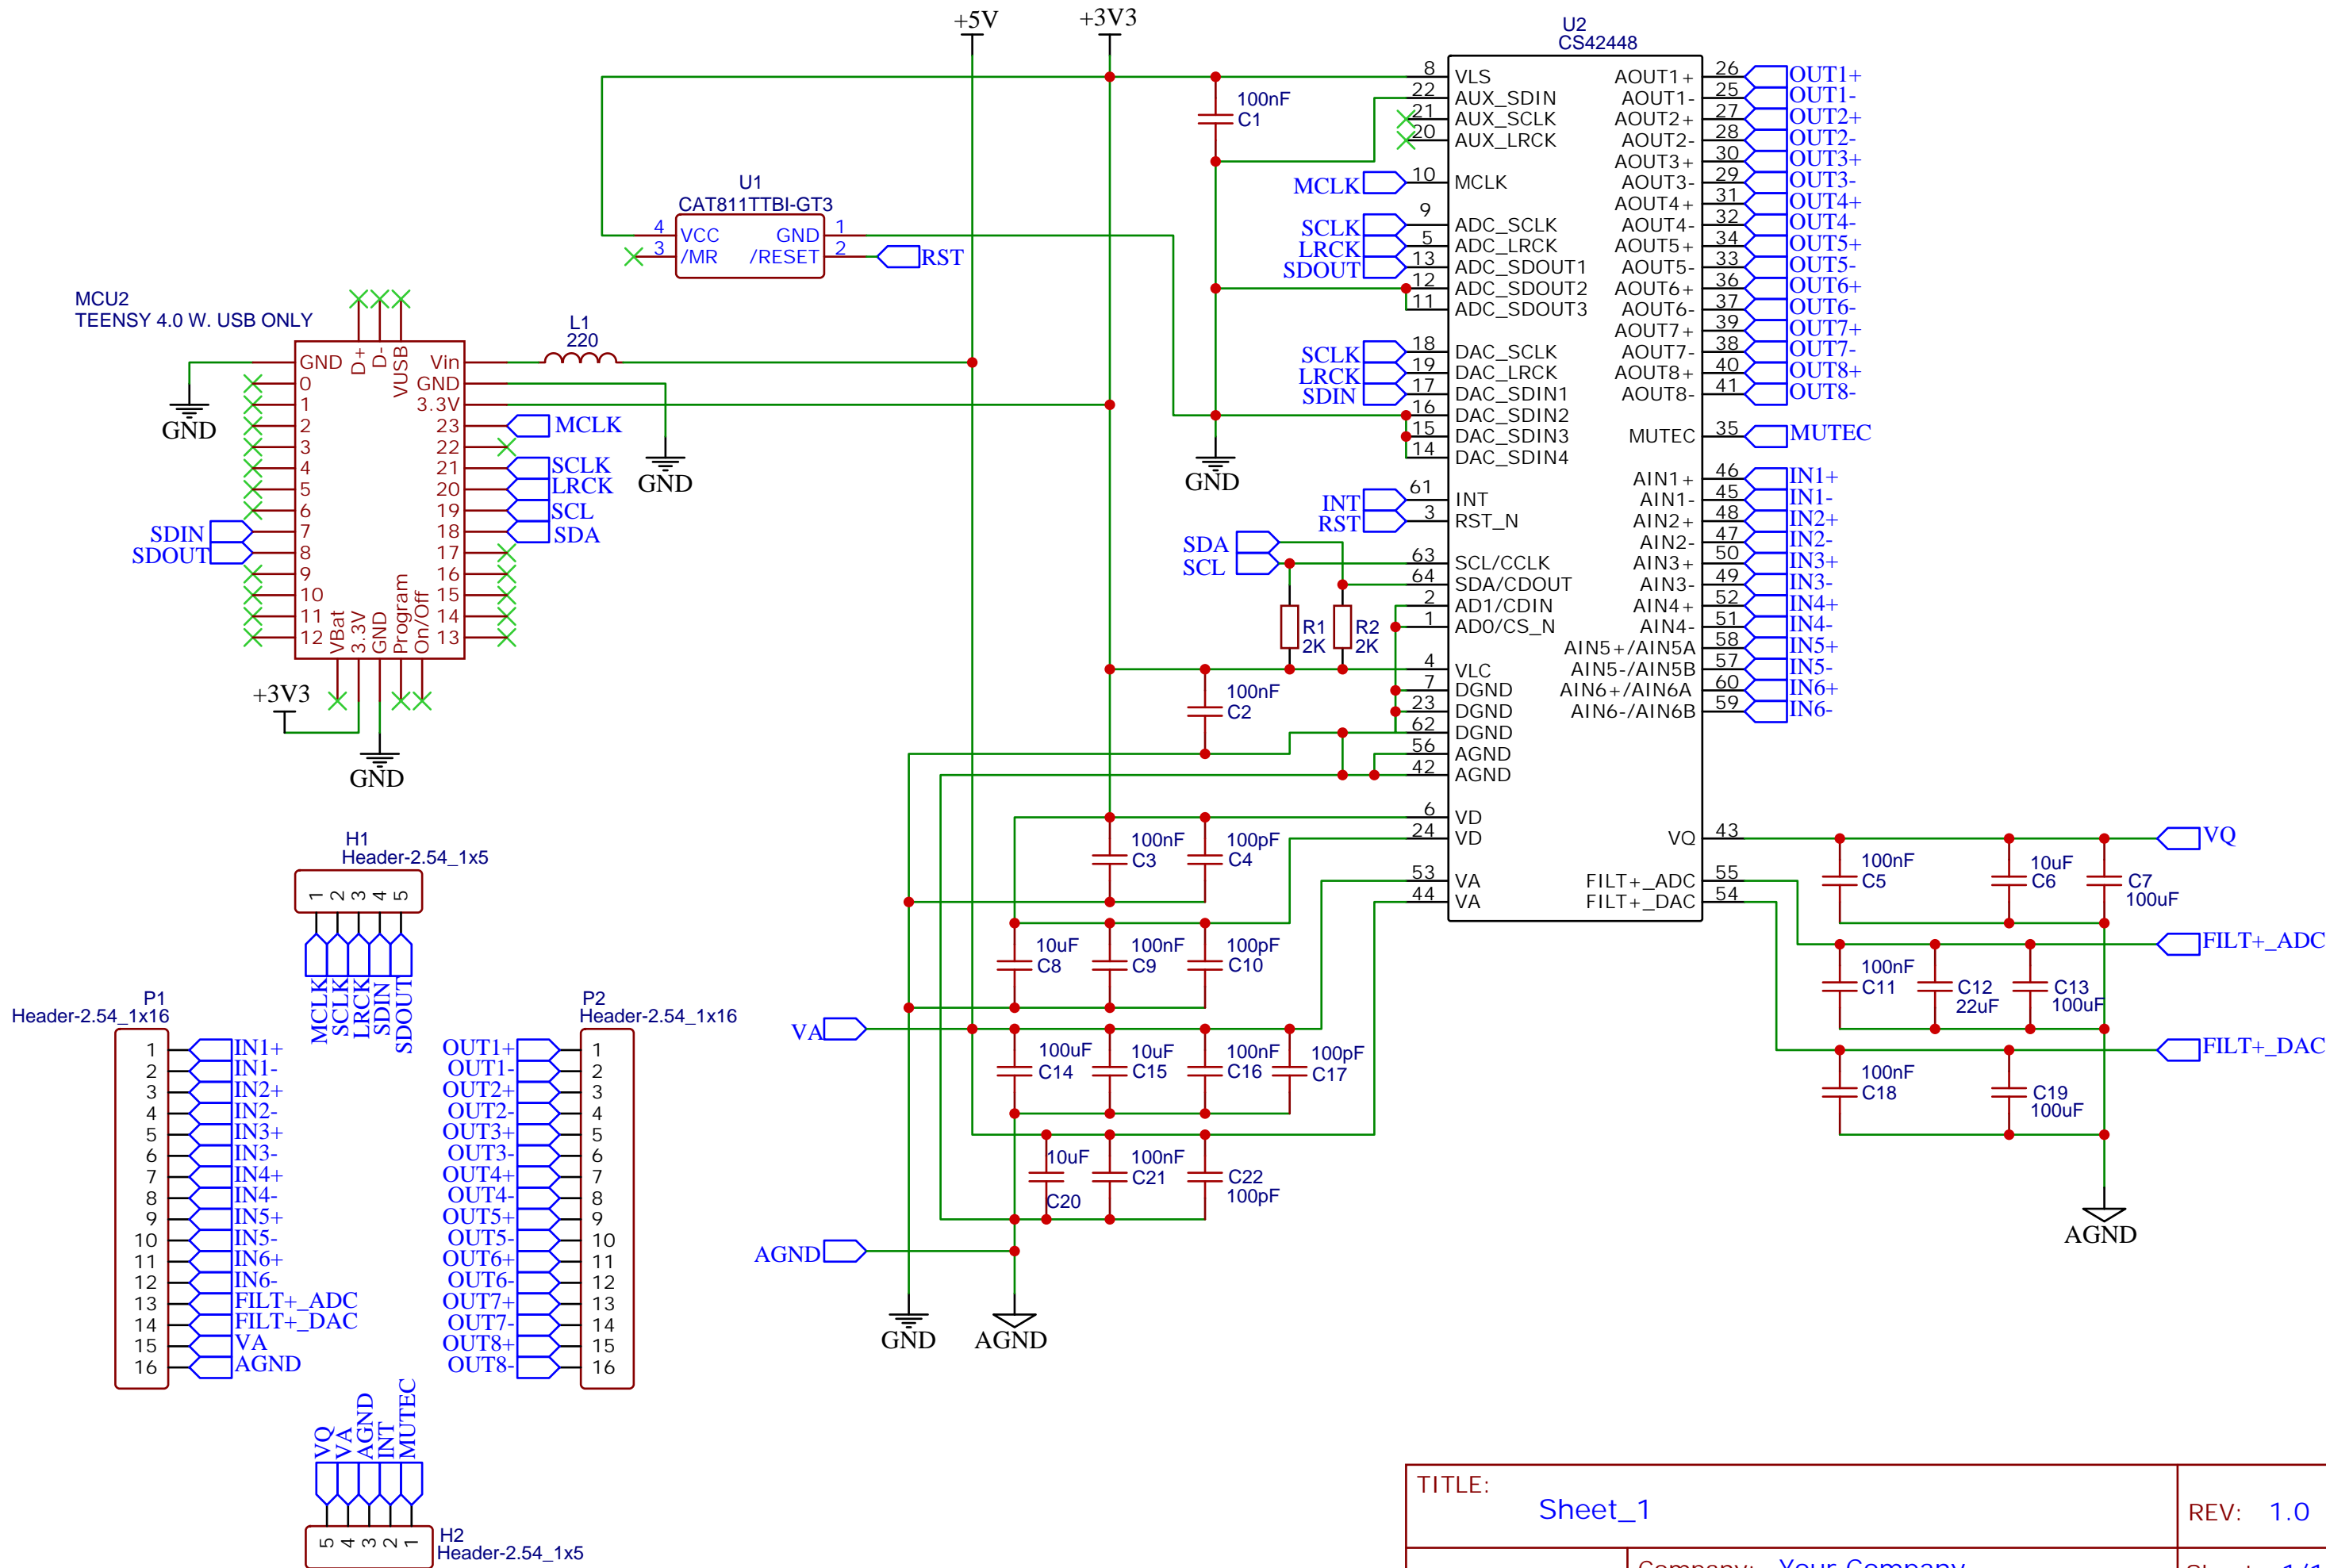 +5V
+3V3
U2
CS42448
8 VLS
22 AUX_SDIN
21 AUX_SCLK
20 AUX_LRCK
10 MCLK
9 ADC_SCLK
5 ADC_LRCK
13 ADC_SDOUT1
12 ADC_SDOUT2
11 ADC_SDOUT3
18 DAC_SCLK
19 DAC_LRCK
17 DAC_SDIN1
16 DAC_SDIN2
15 DAC_SDIN3
14 DAC_SDIN4
61 INT
3 RST_N
63 SCL/CCLK
64 SDA/CDOUT
2 AD1/CDIN
1 AD0/CS_N
4 VLC
7 DGND
23 DGND
62 DGND
56 AGND
42 AGND
6 VD
24 VD
53 VA
44 VA
AOUT1+ 26 OUT1+
AOUT1- 25 OUT1-
AOUT2+ 27 OUT2+
AOUT2- 28 OUT2-
AOUT3+ 30 OUT3+
AOUT3- 29 OUT3-
AOUT4+ 31 OUT4+
AOUT4- 32 OUT4-
AOUT5+ 34 OUT5+
AOUT5- 33 OUT5-
AOUT6+ 36 OUT6+
AOUT6- 37 OUT6-
AOUT7+ 39 OUT7+
AOUT7- 38 OUT7-
AOUT8+ 40 OUT8+
AOUT8- 41 OUT8-
MUTEC 35 MUTEC
AIN1+ 46 IN1+
AIN1- 45 IN1-
AIN2+ 48 IN2+
AIN2- 47 IN2-
AIN3+ 50 IN3+
AIN3- 49 IN3-
AIN4+ 52 IN4+
AIN4- 51 IN4-
AIN5+/AIN5A 58 IN5+
AIN5-/AIN5B 57 IN5-
AIN6+/AIN6A 60 IN6+
AIN6-/AIN6B 59 IN6-
VQ 43 VQ
FILT+_ADC 55 FILT+_ADC
FILT+_DAC 54 FILT+_DAC
100nF
C1
MCLK
SCLK
LRCK
SDOUT
SCLK
LRCK
SDIN
GND
INT
RST
SDA
SCL
R1
2K
R2
2K
100nF
C2
U1
CAT811TTBI-GT3
4 VCC
3 /MR
GND 1
/RESET 2
RST
MCU2
TEENSY 4.0 W. USB ONLY
L1
220
D+
D-
VUSB
GND
0
1
2
3
4
5
6
7
8
9
10
11
12
Vin
GND
3.3V
23
22
21
20
19
18
17
16
15
14
13
VBat
3.3V
GND
Program
On/Off
GND
SDIN
SDOUT
MCLK
SCLK
LRCK
SCL
SDA
GND
+3V3
GND
100nF
C3
100pF
C4
10uF
C8
100nF
C9
100pF
C10
VA
100uF
C14
10uF
C15
100nF
C16
100pF
C17
10uF
C20
100nF
C21
C22
100pF
AGND
GND
AGND
100nF
C5
10uF
C6
C7
100uF
100nF
C11
C12
22uF
C13
100uF
100nF
C18
C19
100uF
AGND
H1
Header-2.54_1x5
1
2
3
4
5
MCLK
SCLK
LRCK
SDIN
SDOUT
P1
Header-2.54_1x16
1 IN1+
2 IN1-
3 IN2+
4 IN2-
5 IN3+
6 IN3-
7 IN4+
8 IN4-
9 IN5+
10 IN5-
11 IN6+
12 IN6-
13 FILT+_ADC
14 FILT+_DAC
15 VA
16 AGND
P2
Header-2.54_1x16
OUT1+ 1
OUT1- 2
OUT2+ 3
OUT2- 4
OUT3+ 5
OUT3- 6
OUT4+ 7
OUT4- 8
OUT5+ 9
OUT5- 10
OUT6+ 11
OUT6- 12
OUT7+ 13
OUT7- 14
OUT8+ 15
OUT8- 16
VQ
VA
AGND
INT
MUTEC
5
4
3
2
1
H2
Header-2.54_1x5
TITLE:
Sheet_1
REV: 1.0
Company: Your Company
Sheet: 1/1